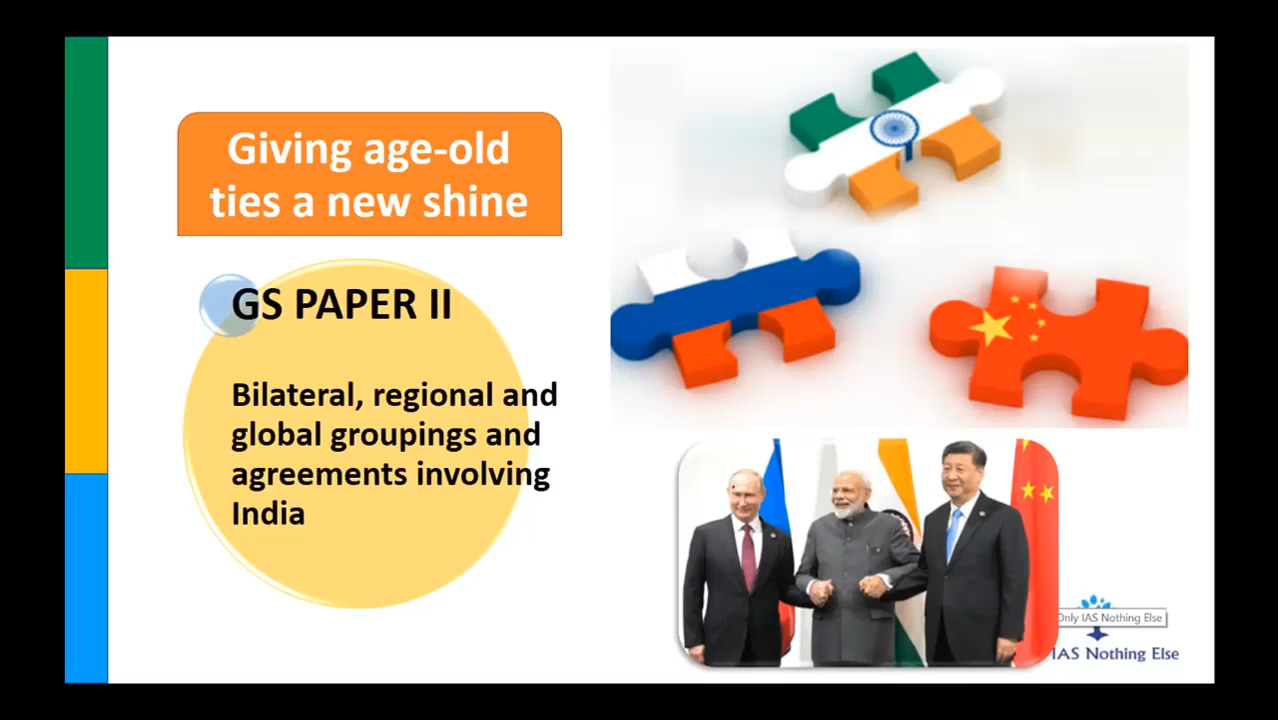 Giving age-old
ties a new shine
GS PAPER II
Bilateral, regional and
global groupings and
agreements involving
India
Only IAS Nothing Else
IAS Nothing Else